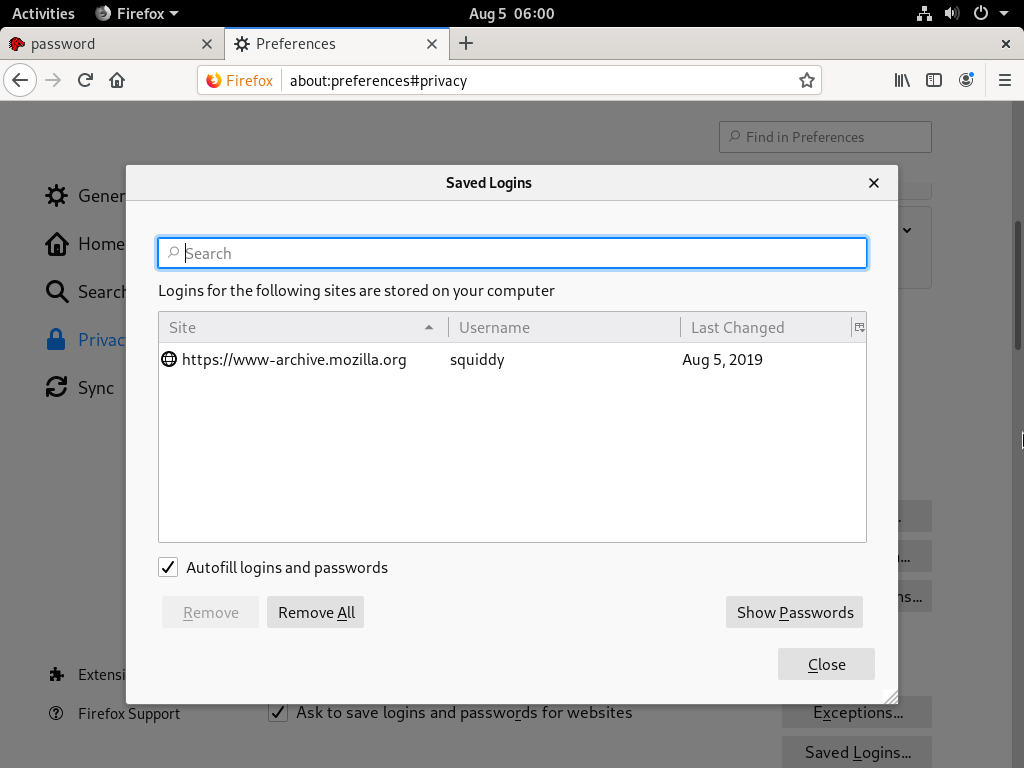 Activities Firefox Aug 5 06:00
password Preferences
Firefox about:preferences#privacy
Find in Preferences
Saved Logins
Gener
Home
Search
Privac
Sync
Search
Logins for the following sites are stored on your computer
Site Username Last Changed
https://www-archive.mozilla.org squiddy Aug 5, 2019
Autofill logins and passwords
Remove Remove All Show Passwords
Close
Extensi
Firefox Support
Ask to save logins and passwords for websites
Exceptions...
Saved Logins...